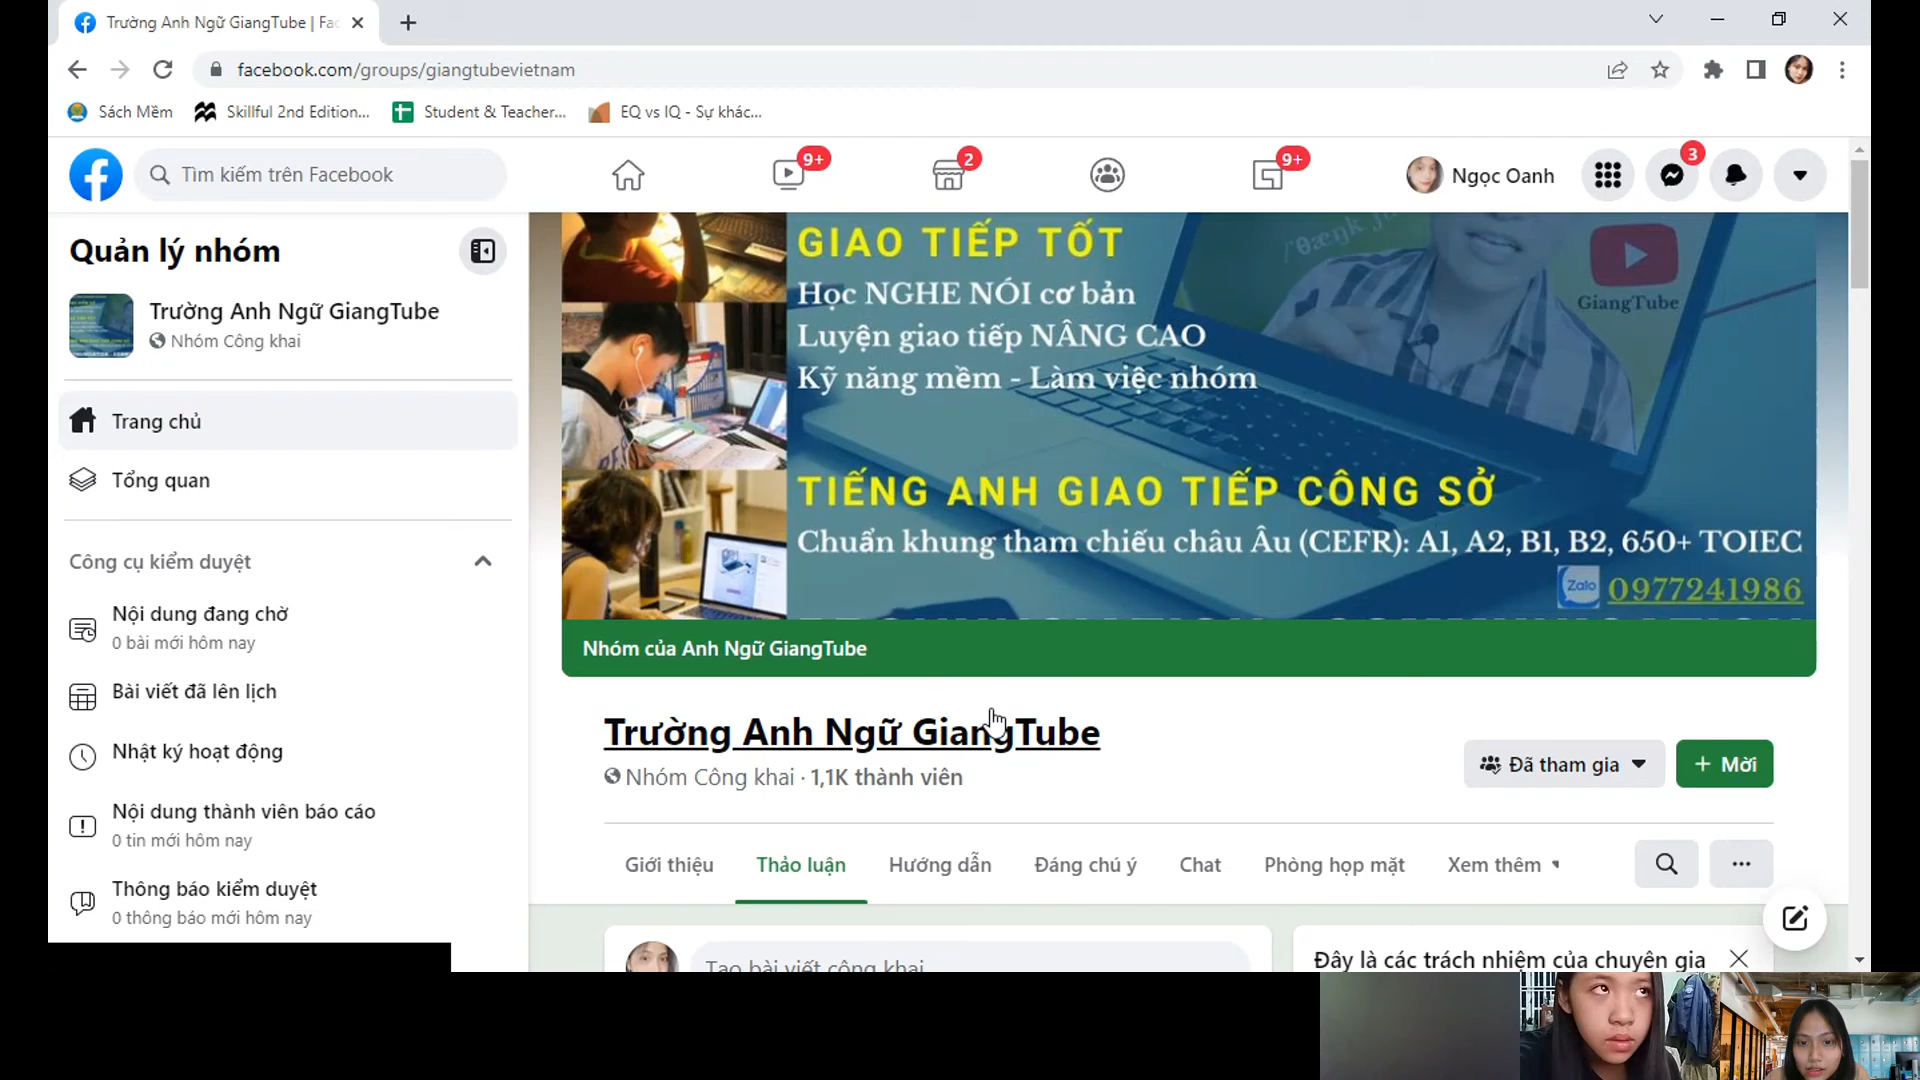 Trường Anh Ngữ GiangTube | Fac
facebook.com/groups/giangtubevietnam
Sách Mềm
Skillful 2nd Edition...
Student & Teacher...
EQ vs IQ - Sự khác...
Tìm kiếm trên Facebook
9+
2
9+
Ngọc Oanh
3
Quản lý nhóm
Trường Anh Ngữ GiangTube
Nhóm Công khai
Trang chủ
Tổng quan
Công cụ kiểm duyệt
Nội dung đang chờ
0 bài mới hôm nay
Bài viết đã lên lịch
Nhật ký hoạt động
Nội dung thành viên báo cáo
0 tin mới hôm nay
Thông báo kiểm duyệt
0 thông báo mới hôm nay
GIAO TIẾP TỐT
Học NGHE NÓI cơ bản
Luyện giao tiếp NÂNG CAO
Kỹ năng mềm - Làm việc nhóm
GiangTube
TIẾNG ANH GIAO TIẾP CÔNG SỞ
Chuẩn khung tham chiếu châu Âu (CEFR): A1, A2, B1, B2, 650+ TOIEC
Zalo 0977241986
Nhóm của Anh Ngữ GiangTube
Trường Anh Ngữ GiangTube
Nhóm Công khai · 1,1K thành viên
Đã tham gia
+ Mời
Giới thiệu
Thảo luận
Hướng dẫn
Đáng chú ý
Chat
Phòng họp mặt
Xem thêm
Tạo bài viết công khai
Đây là các trách nhiệm của chuyên gia